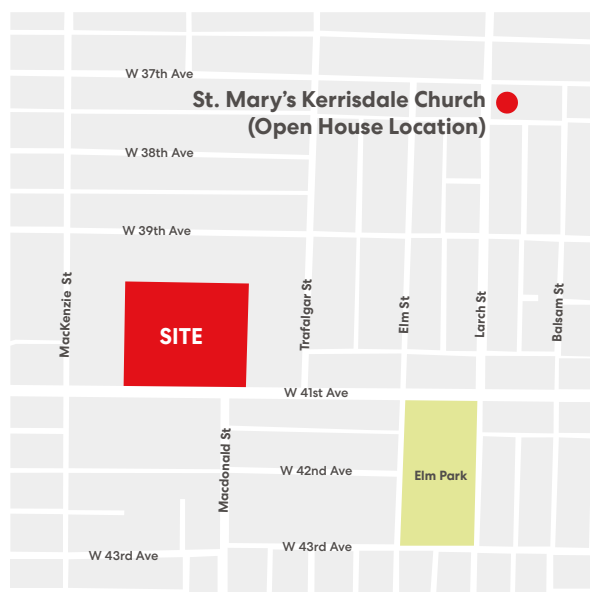 W 37th Ave
St. Mary's Kerrisdale Church
(Open House Location)
W 38th Ave
W 39th Ave
MacKenzie St
SITE
Trafalgar St
Elm St
Larch St
Balsam St
W 41st Ave
Macdonald St
W 42nd Ave
Elm Park
W 43rd Ave
W 43rd Ave